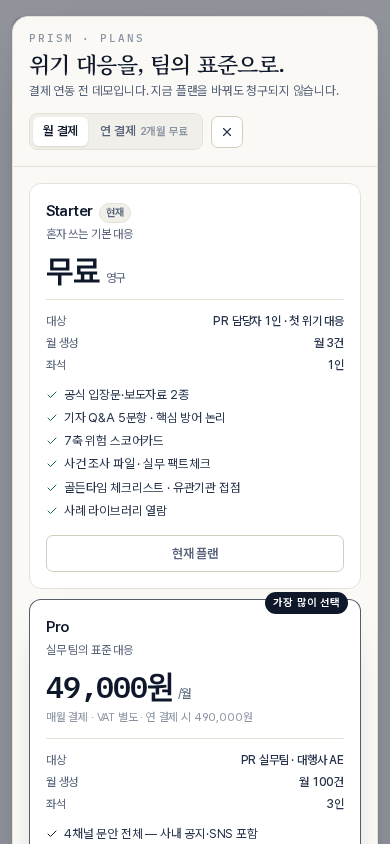 PRISM · PLANS
위기 대응을, 팀의 표준으로.
결제 연동 전 데모입니다. 지금 플랜을 바꿔도 청구되지 않습니다.
월 결제 연 결제 2개월 무료
Starter 현재
혼자 쓰는 기본 대응
무료 영구
대상 PR 담당자 1인 · 첫 위기 대응
월 생성 월 3건
좌석 1인
공식 입장문·보도자료 2종
기자 Q&A 5문항 · 핵심 방어 논리
7축 위험 스코어카드
사건 조사 파일 · 실무 팩트체크
골든타임 체크리스트 · 유관기관 접점
사례 라이브러리 열람
현재 플랜
가장 많이 선택
Pro
실무 팀의 표준 대응
49,000원 /월
매월 결제 · VAT 별도 · 연 결제 시 490,000원
대상 PR 실무팀 · 대행사 AE
월 생성 월 100건
좌석 3인
4채널 문안 전체 — 사내 공지·SNS 포함